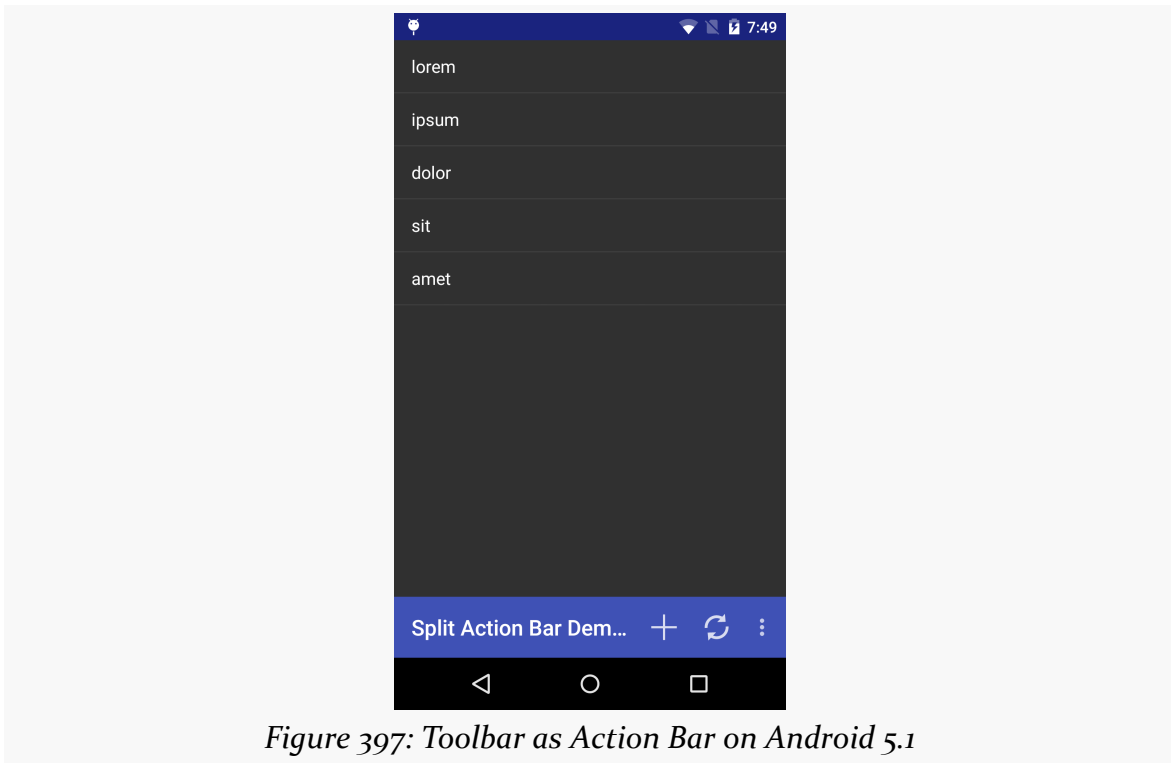 7:49
lorem
ipsum
dolor
sit
amet
Split Action Bar Dem...
Figure 397: Toolbar as Action Bar on Android 5.1